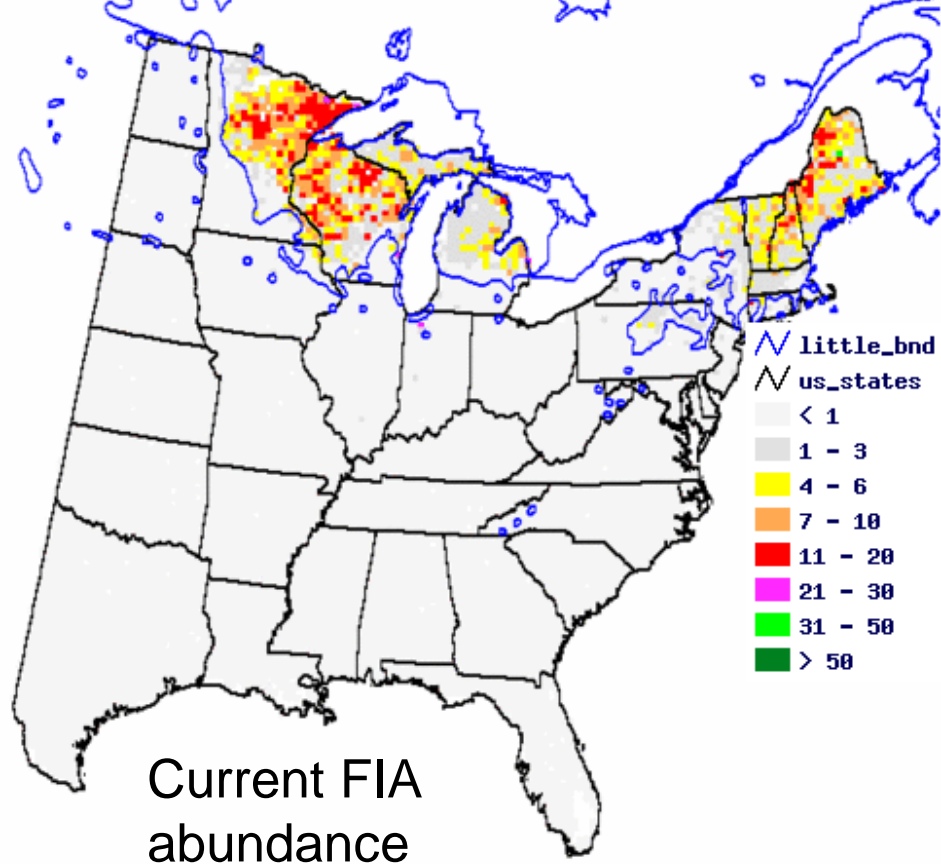 little_bnd
us_states
< 1
1 - 3
4 - 6
7 - 10
11 - 20
21 - 30
31 - 50
> 50
Current FIA
abundance